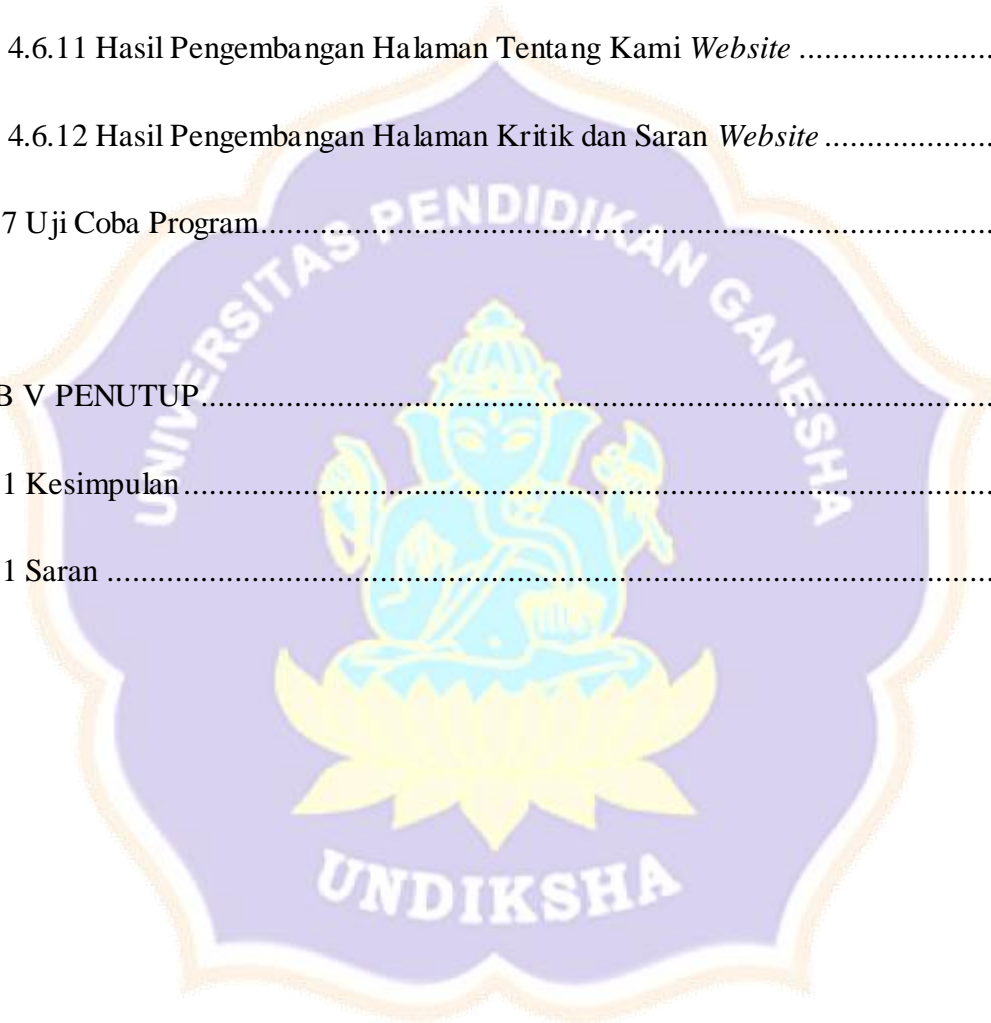 4.6.11 Hasil Pengembangan Halaman Tentang Kami Website .......................
4.6.12 Hasil Pengembangan Halaman Kritik dan Saran Website ....................
7 Uji Coba Program.......................................................................................
B V PENUTUP..............................................................................................
1 Kesimpulan.................................................................................................
1 Saran ..........................................................................................................
UNIVERSITAS PENDIDIKAN GANESHA
UNDIKSHA